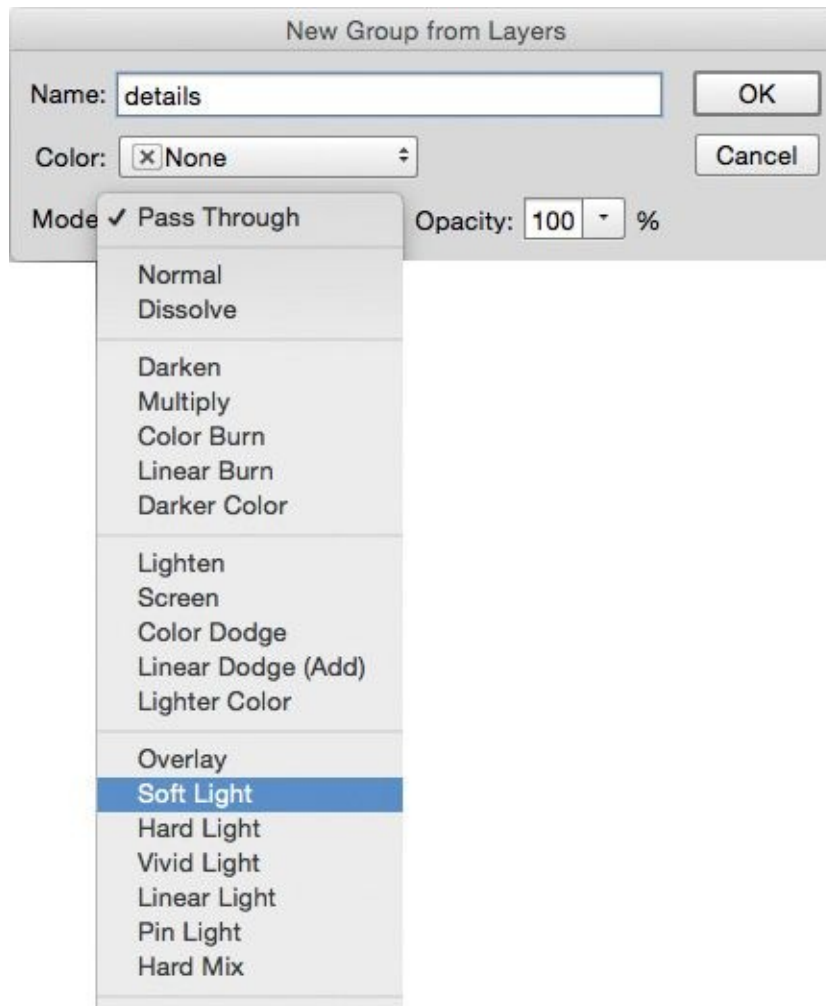 New Group from Layers
Name: details OK
Color: None Cancel
Mode ✓ Pass Through Opacity: 100 %
Normal
Dissolve
Darken
Multiply
Color Burn
Linear Burn
Darker Color
Lighten
Screen
Color Dodge
Linear Dodge (Add)
Lighter Color
Overlay
Soft Light
Hard Light
Vivid Light
Linear Light
Pin Light
Hard Mix